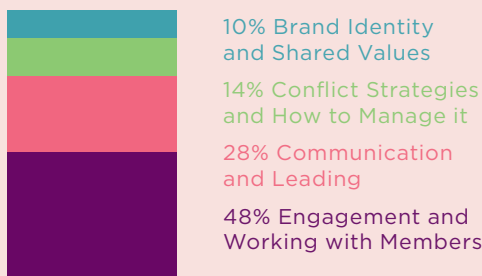 10% Brand Identity
and Shared Values
14% Conflict Strategies
and How to Manage it
28% Communication
and Leading
48% Engagement and
Working with Members